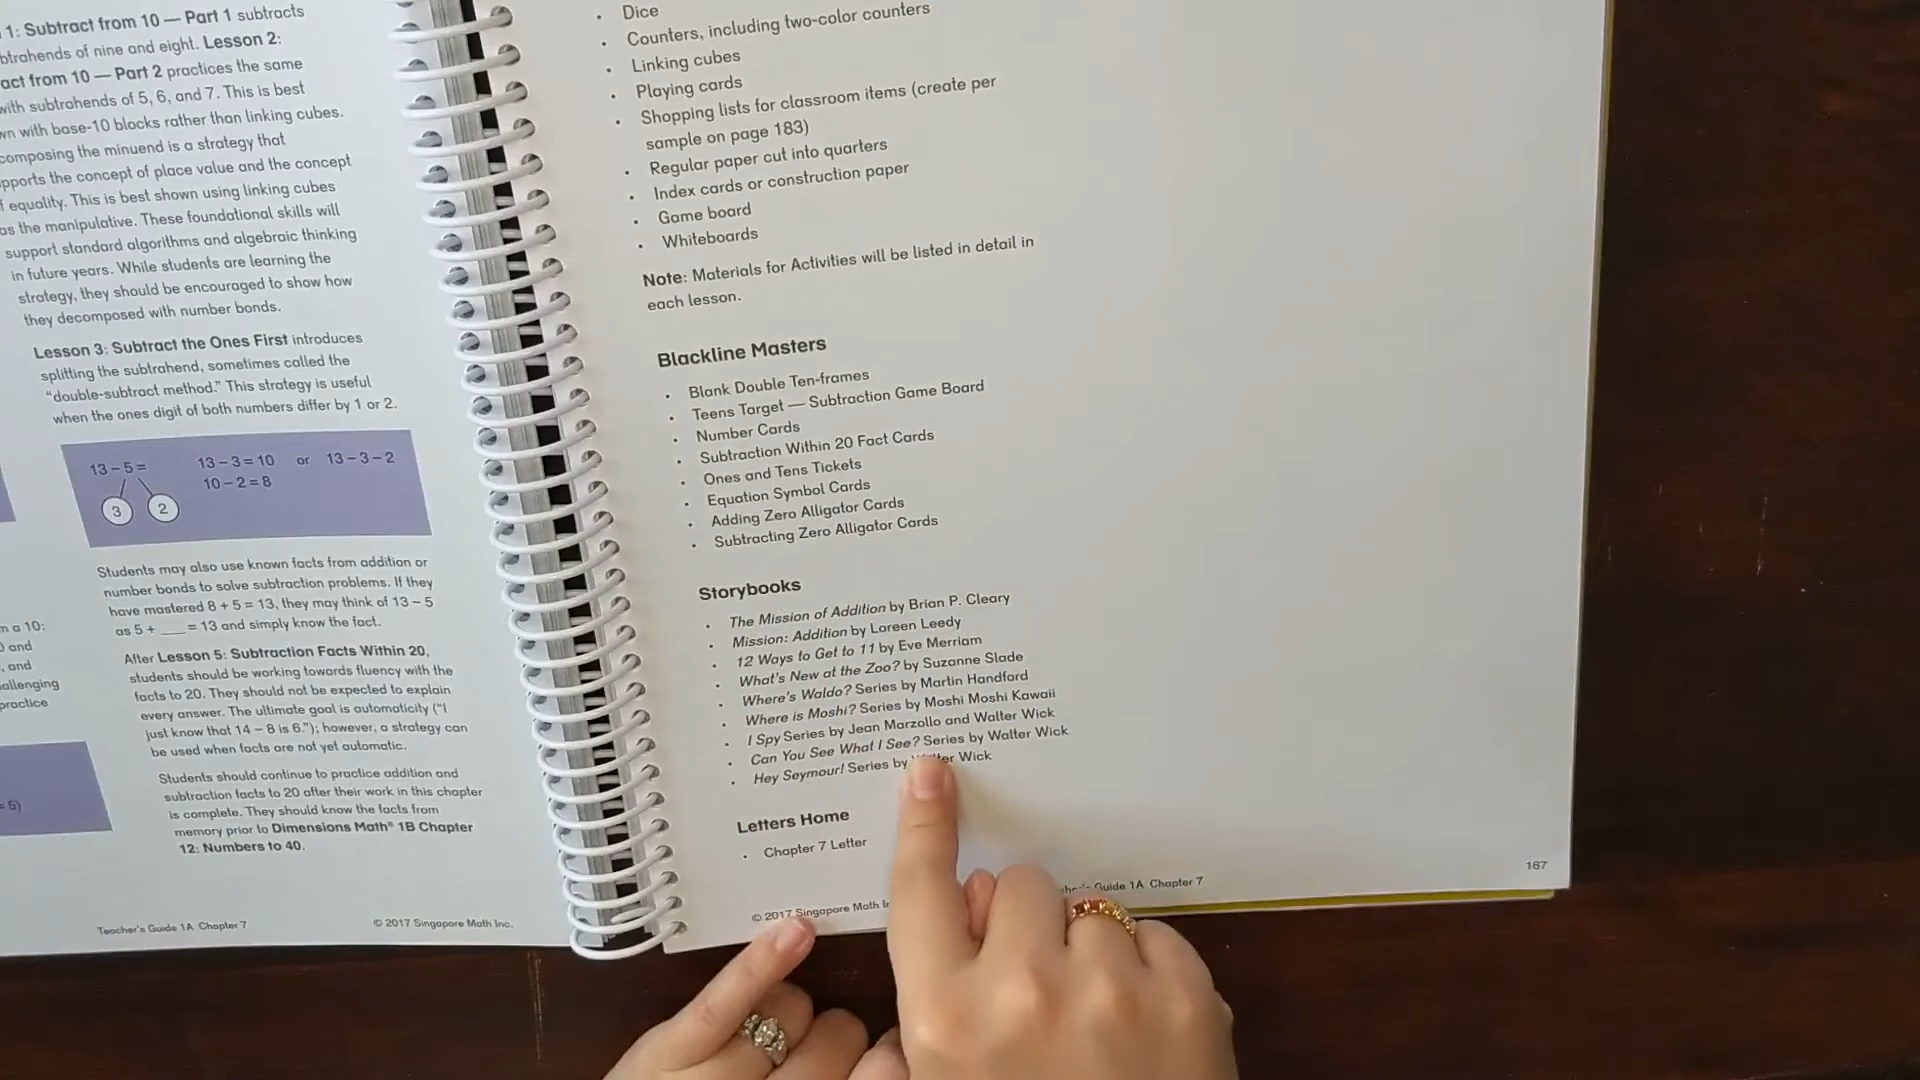 1: Subtract from 10 — Part 1 subtracts
btrahends of nine and eight. Lesson 2:
act from 10 — Part 2 practices the same
with subtrahends of 5, 6, and 7. This is best
wn with base-10 blocks rather than linking cubes.
composing the minuend is a strategy that
pports the concept of place value and the concept
f equality. This is best shown using linking cubes
as the manipulative. These foundational skills will
support standard algorithms and algebraic thinking
in future years. While students are learning the
strategy, they should be encouraged to show how
they decomposed with number bonds.
Lesson 3: Subtract the Ones First introduces
splitting the subtrahend, sometimes called the
“double-subtract method.” This strategy is useful
when the ones digit of both numbers differ by 1 or 2.
13 – 5 = 13 – 3 = 10 or 13 – 3 – 2
10 – 2 = 8
3 2
Students may also use known facts from addition or
number bonds to solve subtraction problems. If they
have mastered 8 + 5 = 13, they may think of 13 – 5
as 5 + ___ = 13 and simply know the fact.
After Lesson 5: Subtraction Facts Within 20,
students should be working towards fluency with the
facts to 20. They should not be expected to explain
every answer. The ultimate goal is automaticity (“I
just know that 14 – 8 is 6.”); however, a strategy can
be used when facts are not yet automatic.
Students should continue to practice addition and
subtraction facts to 20 after their work in this chapter
is complete. They should know the facts from
memory prior to Dimensions Math® 1B Chapter
12: Numbers to 40.
n a 10:
) and
, and
allenging
practice
= 5)
Teacher's Guide 1A Chapter 7 © 2017 Singapore Math Inc.
• Dice
• Counters, including two-color counters
• Linking cubes
• Playing cards
• Shopping lists for classroom items (create per
sample on page 183)
• Regular paper cut into quarters
• Index cards or construction paper
• Game board
• Whiteboards
Note: Materials for Activities will be listed in detail in
each lesson.
Blackline Masters
• Blank Double Ten-frames
• Teens Target — Subtraction Game Board
• Number Cards
• Subtraction Within 20 Fact Cards
• Ones and Tens Tickets
• Equation Symbol Cards
• Adding Zero Alligator Cards
• Subtracting Zero Alligator Cards
Storybooks
• The Mission of Addition by Brian P. Cleary
• Mission: Addition by Loreen Leedy
• 12 Ways to Get to 11 by Eve Merriam
• What's New at the Zoo? by Suzanne Slade
• Where's Waldo? Series by Martin Handford
• Where is Moshi? Series by Moshi Moshi Kawaii
• I Spy Series by Jean Marzollo and Walter Wick
• Can You See What I See? Series by Walter Wick
• Hey Seymour! Series by Walter Wick
Letters Home
• Chapter 7 Letter
© 2017 Singapore Math Guide 1A Chapter 7 167